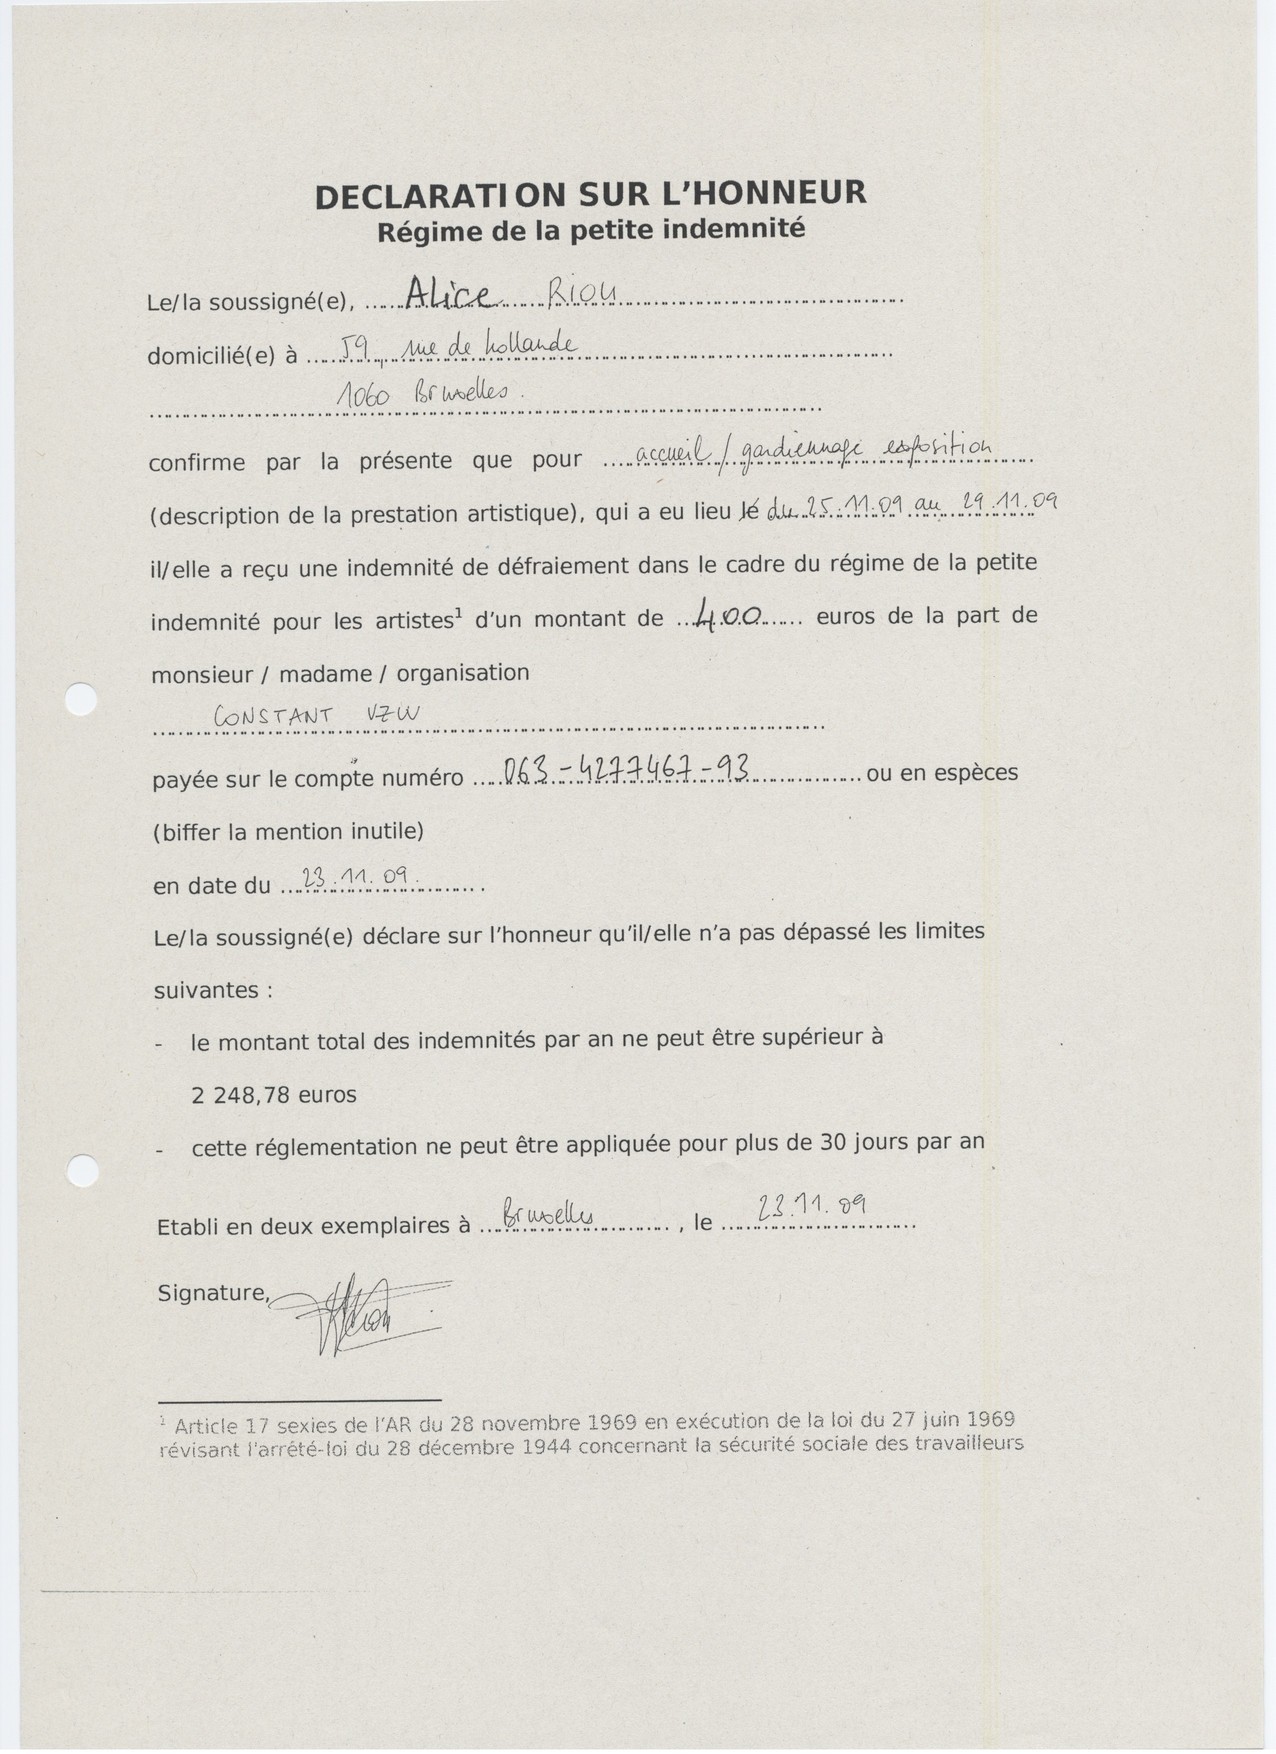 DECLARATION SUR L'HONNEUR
Régime de la petite indemnité
Le/la soussigné(e), ...... Alice ...... Riou ......
domicilié(e) à ...... 59, rue de hollande ......
1060 Bruxelles.
confirme par la présente que pour ...... accueil / gardiennage exposition ......
(description de la prestation artistique), qui a eu lieu le du 25.11.09 au 29.11.09
il/elle a reçu une indemnité de défraiement dans le cadre du régime de la petite
indemnité pour les artistes¹ d'un montant de ... 400 ...... euros de la part de
monsieur / madame / organisation
CONSTANT VZW
payée sur le compte numéro .... 063-4277467-93 ................ ou en espèces
(biffer la mention inutile)
en date du .... 23.11.09. ..........
Le/la soussigné(e) déclare sur l'honneur qu'il/elle n'a pas dépassé les limites
suivantes :
- le montant total des indemnités par an ne peut être supérieur à
2 248,78 euros
- cette réglementation ne peut être appliquée pour plus de 30 jours par an
Etabli en deux exemplaires à .... Bruxelles .........., le .... 23.11.09 ......
Signature,
¹ Article 17 sexies de l'AR du 28 novembre 1969 en exécution de la loi du 27 juin 1969
révisant l'arrêté-loi du 28 décembre 1944 concernant la sécurité sociale des travailleurs